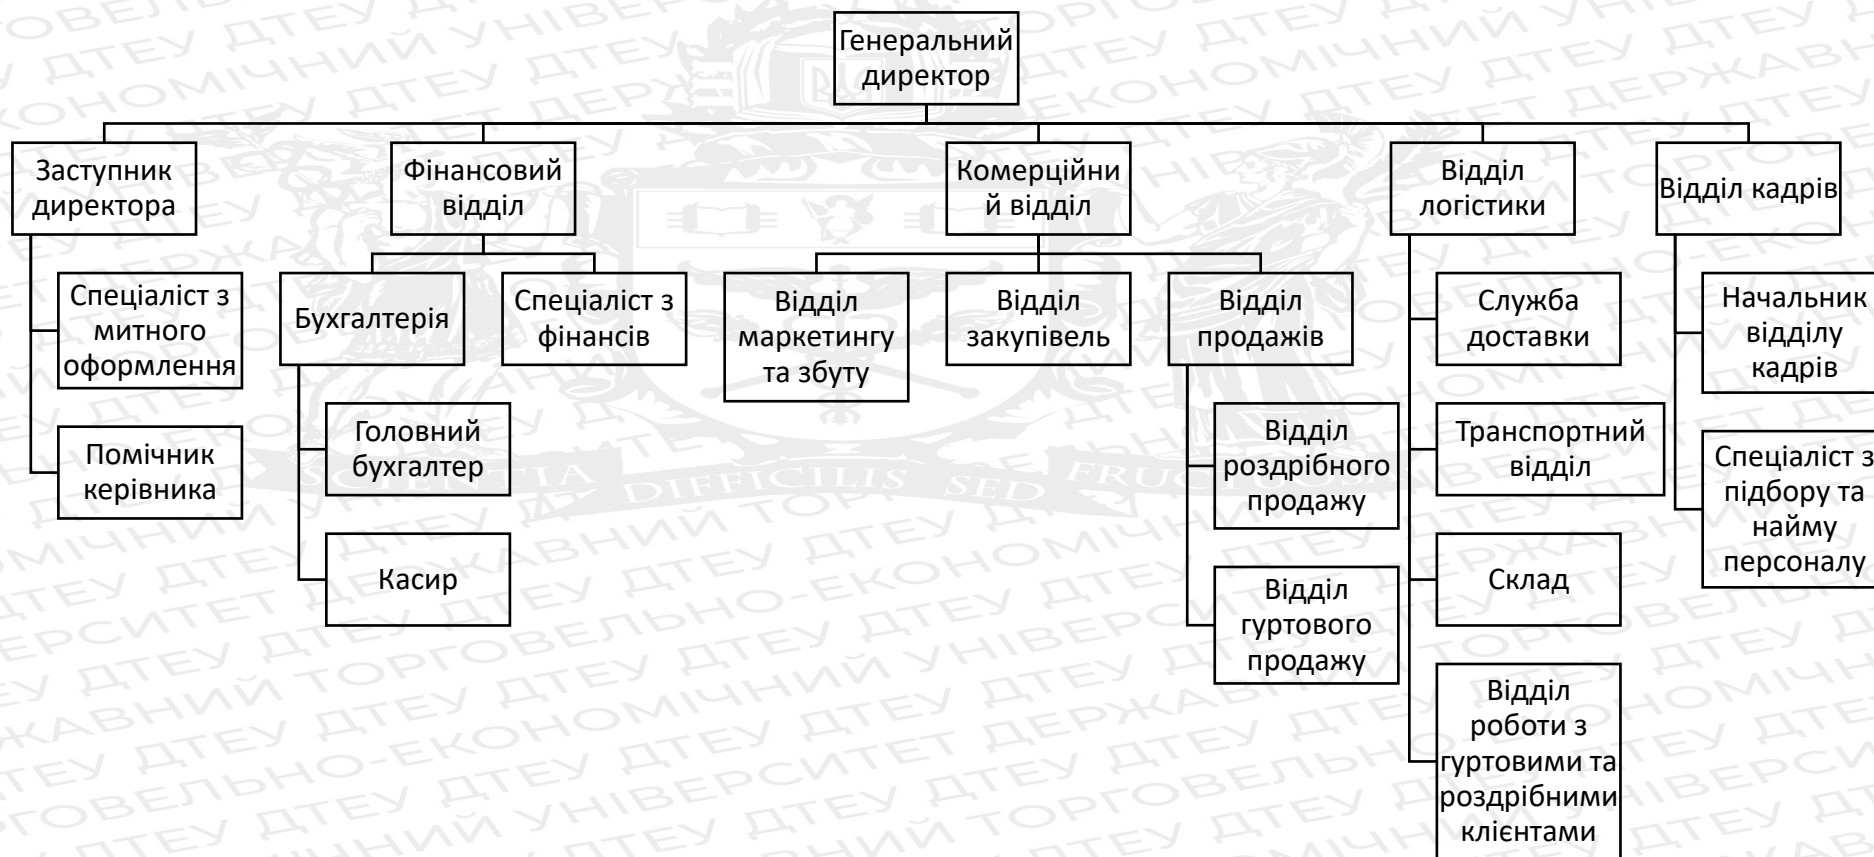 Генеральний
директор
Заступник
директора
Фінансовий
відділ
Комерційни
й відділ
Відділ
логістики
Відділ кадрів
Спеціаліст з
митного
оформлення
Помічник
керівника
Бухгалтерія
Спеціаліст з
фінансів
Головний
бухгалтер
Касир
Відділ
маркетингу
та збуту
Відділ
закупівель
Відділ
продажів
Відділ
роздрібного
продажу
Відділ
гуртового
продажу
Служба
доставки
Транспортний
відділ
Склад
Відділ
роботи з
гуртовими та
роздрібними
клієнтами
Начальник
відділу
кадрів
Спеціаліст з
підбору та
найму
персоналу
DIFFICILIS SED